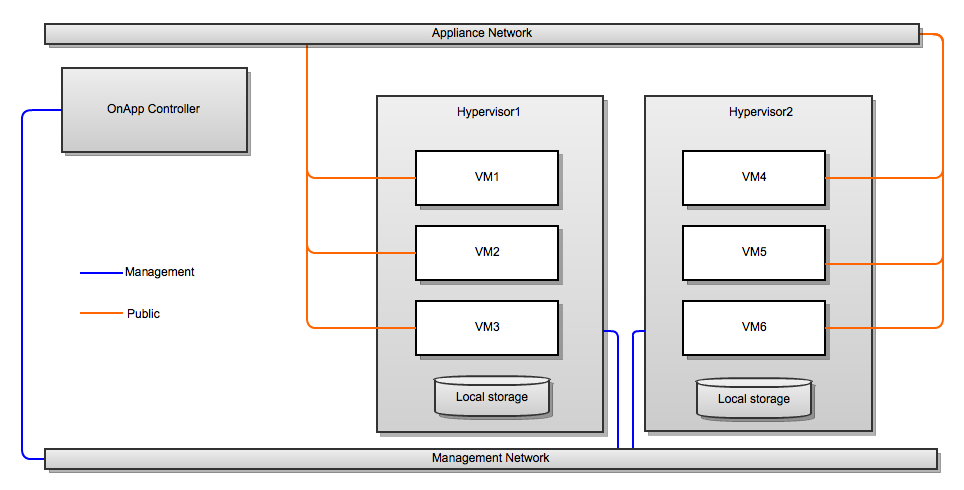 Appliance Network
OnApp Controller
Hypervisor1
Hypervisor2
VM1
VM4
VM2
VM5
Management
Public
VM3
VM6
Local storage
Local storage
Management Network